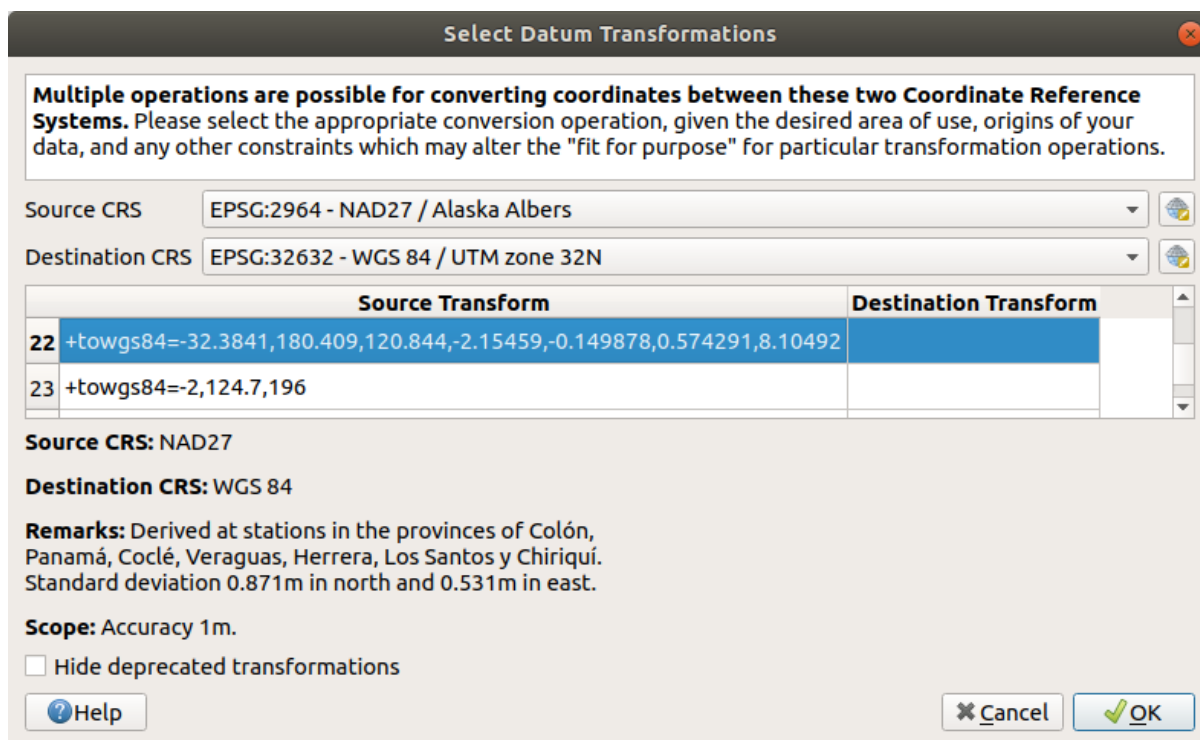 Select Datum Transformations
Multiple operations are possible for converting coordinates between these two Coordinate Reference
Systems. Please select the appropriate conversion operation, given the desired area of use, origins of your
data, and any other constraints which may alter the "fit for purpose" for particular transformation operations.
Source CRS EPSG:2964 - NAD27 / Alaska Albers
Destination CRS EPSG:32632 - WGS 84 / UTM zone 32N
Source Transform Destination Transform
22 +towgs84=-32.3841,180.409,120.844,-2.15459,-0.149878,0.574291,8.10492
23 +towgs84=-2,124.7,196
Source CRS: NAD27
Destination CRS: WGS 84
Remarks: Derived at stations in the provinces of Colón,
Panamá, Coclé, Veraguas, Herrera, Los Santos y Chiriquí.
Standard deviation 0.871m in north and 0.531m in east.
Scope: Accuracy 1m.
Hide deprecated transformations
Help Cancel OK